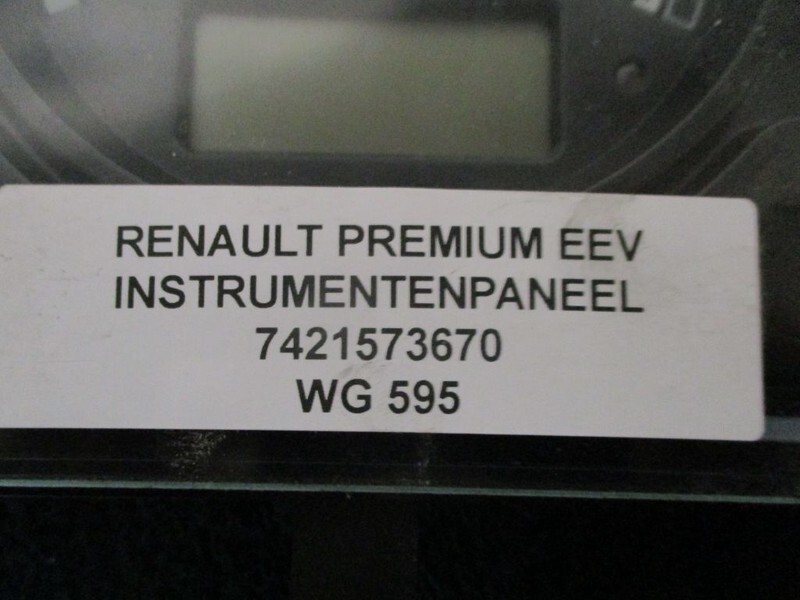 RENAULT PREMIUM EEV
INSTRUMENTENPANEEL
7421573670
WG 595